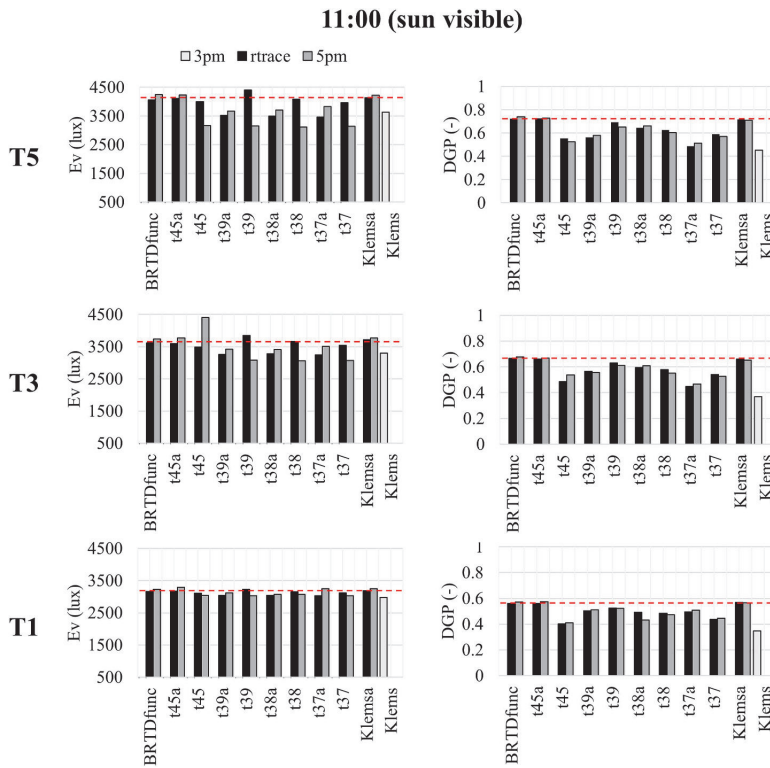 11:00 (sun visible)
3pm rtrace 5pm
T5
Ev (lux)
4500
3500
2500
1500
500
BRTDfunc
t45a
t45
t39a
t39
t38a
t38
t37a
t37
Klemsa
Klems
DGP (-)
1
0.8
0.6
0.4
0.2
0
BRTDfunc
t45a
t45
t39a
t39
t38a
t38
t37a
t37
Klemsa
Klems
T3
Ev (lux)
4500
3500
2500
1500
500
BRTDfunc
t45a
t45
t39a
t39
t38a
t38
t37a
t37
Klemsa
Klems
DGP (-)
1
0.8
0.6
0.4
0.2
0
BRTDfunc
t45a
t45
t39a
t39
t38a
t38
t37a
t37
Klemsa
Klems
T1
Ev (lux)
4500
3500
2500
1500
500
BRTDfunc
t45a
t45
t39a
t39
t38a
t38
t37a
t37
Klemsa
Klems
DGP (-)
1
0.8
0.6
0.4
0.2
0
BRTDfunc
t45a
t45
t39a
t39
t38a
t38
t37a
t37
Klemsa
Klems